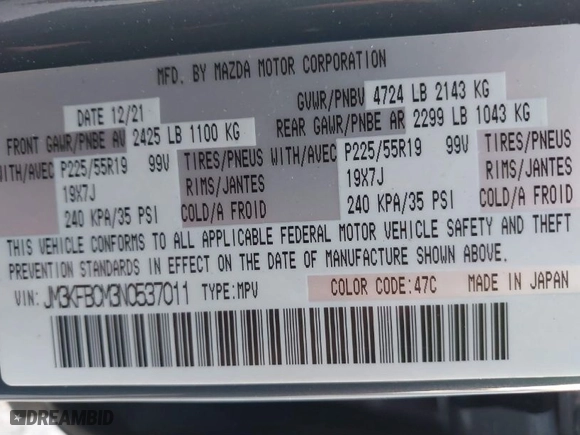 MFD. BY MAZDA MOTOR CORPORATION
DATE 12/21
GVWR/PNBV 4724 LB 2143 KG
FRONT GAWR/PNBE AV 2425 LB 1100 KG
REAR GAWR/PNBE AR 2299 LB 1043 KG
WITH/AVEC P225/55R19 99V TIRES/PNEUS
19X7J RIMS/JANTES
240 KPA/35 PSI COLD/A FROID
WITH/AVEC P225/55R19 99V TIRES/PNEUS
19X7J RIMS/JANTES
240 KPA/35 PSI COLD/A FROID
THIS VEHICLE CONFORMS TO ALL APPLICABLE FEDERAL MOTOR VEHICLE SAFETY AND THEFT
PREVENTION STANDARDS IN EFFECT ON THE DATE OF MANUFACTURE SHOWN ABOVE.
VIN: JM3KFBCM3N0537011 TYPE:MPV COLOR CODE:47C MADE IN JAPAN
DREAMBID